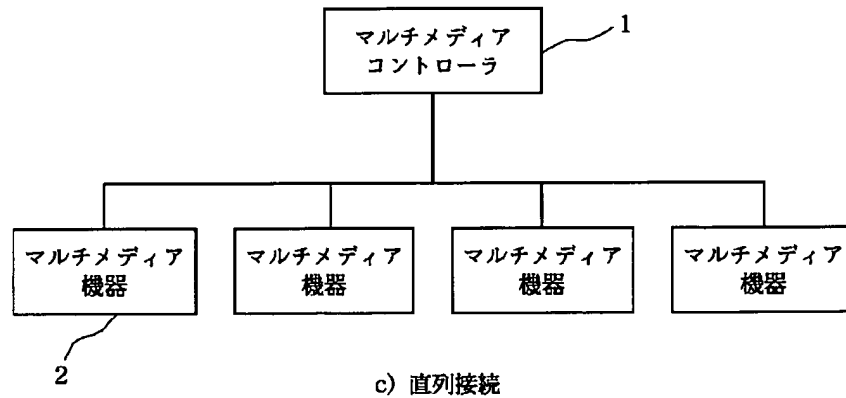 マルチメディア
コントローラ
1
マルチメディア
機器
マルチメディア
機器
マルチメディア
機器
マルチメディア
機器
2
c) 直列接続